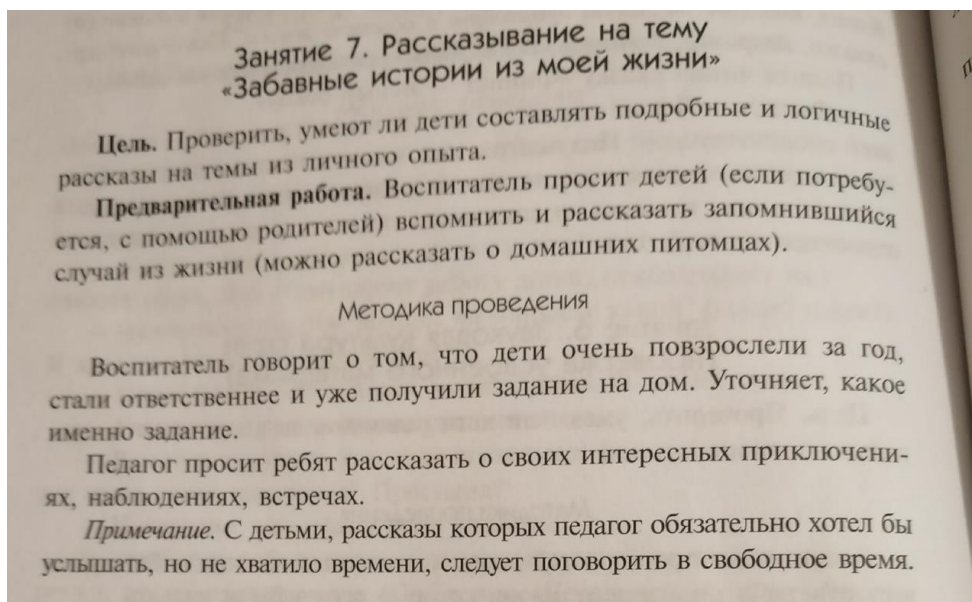 Занятие 7. Рассказывание на тему
«Забавные истории из моей жизни»
Цель. Проверить, умеют ли дети составлять подробные и логичные
рассказы на темы из личного опыта.
Предварительная работа. Воспитатель просит детей (если потребу-
ется, с помощью родителей) вспомнить и рассказать запомнившийся
случай из жизни (можно рассказать о домашних питомцах).
Методика проведения
Воспитатель говорит о том, что дети очень повзрослели за год,
стали ответственнее и уже получили задание на дом. Уточняет, какое
именно задание.
Педагог просит ребят рассказать о своих интересных приключени-
ях, наблюдениях, встречах.
Примечание. С детьми, рассказы которых педагог обязательно хотел бы
услышать, но не хватило времени, следует поговорить в свободное время.